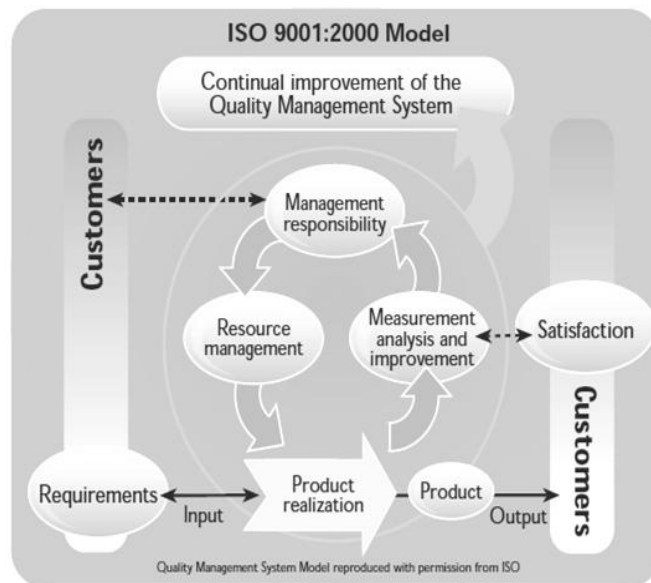 ISO 9001:2000 Model
Continual improvement of the
Quality Management System
Customers
Management
responsibility
Resource
management
Measurement
analysis and
improvement
Satisfaction
Customers
Requirements
Input
Product
realization
Product
Output
Quality Management System Model reproduced with permission from ISO